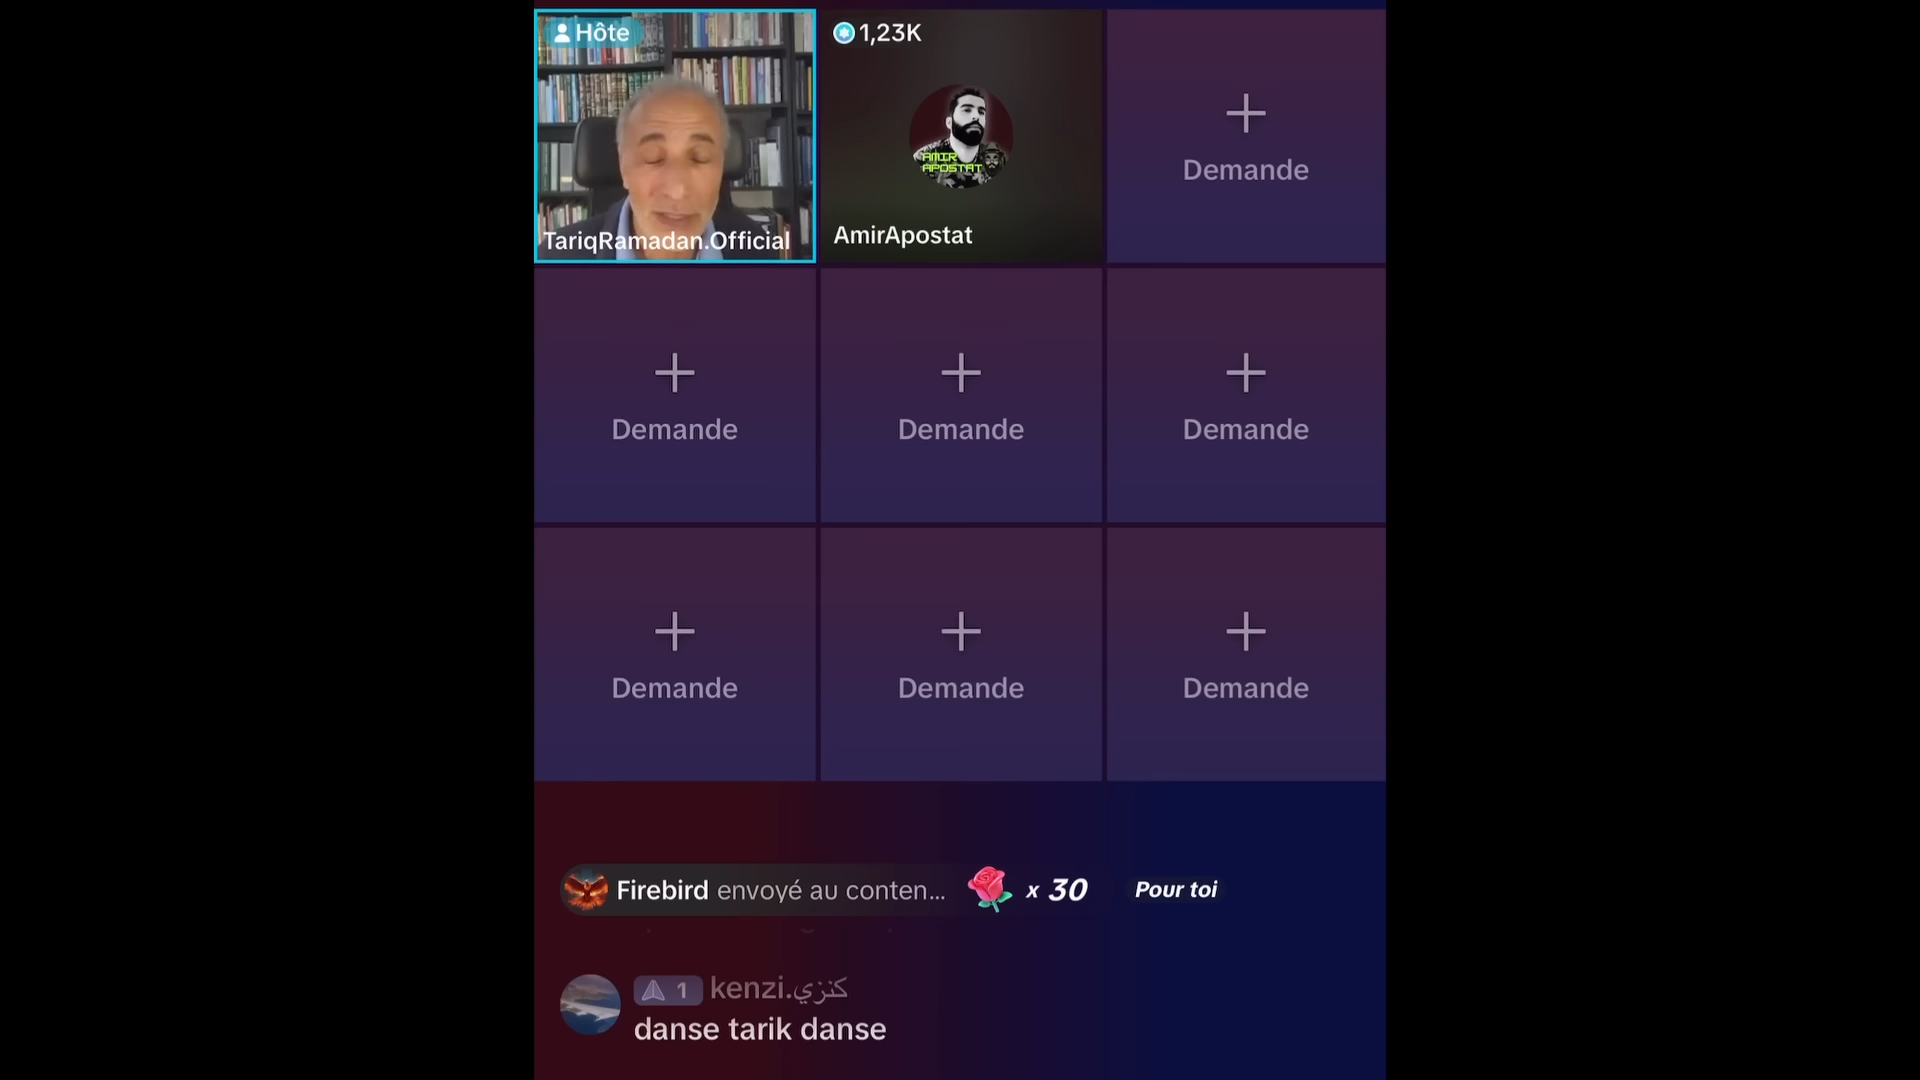 Hôte
TariqRamadan.Official
1,23K
AMIR
APOSTAT
AmirApostat
Demande
Demande
Demande
Demande
Demande
Demande
Demande
Firebird envoyé au conten...
x 30
Pour toi
1 kenzi.كنزي
danse tarik danse